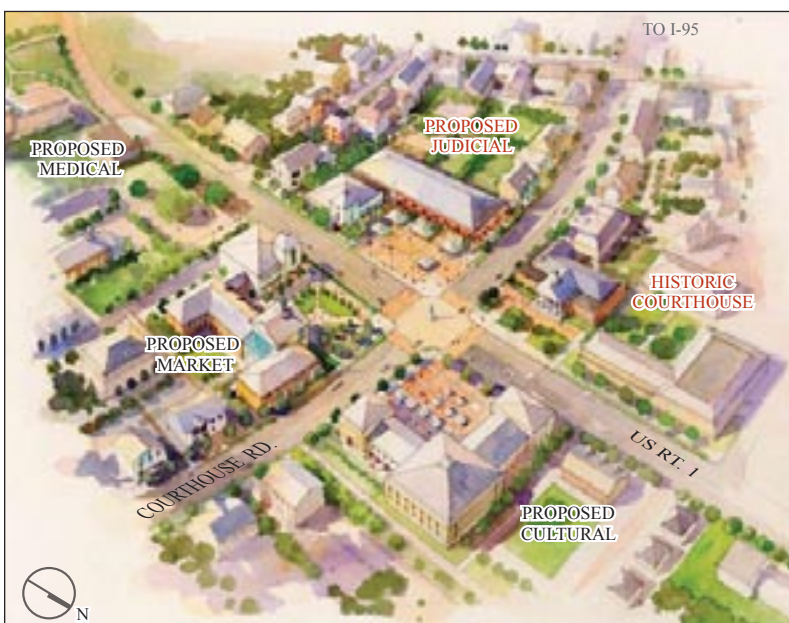 TO I-95
PROPOSED
JUDICIAL
PROPOSED
MEDICAL
HISTORIC
COURTHOUSE
PROPOSED
MARKET
COURTHOUSE RD.
US RT. 1
PROPOSED
CULTURAL
N